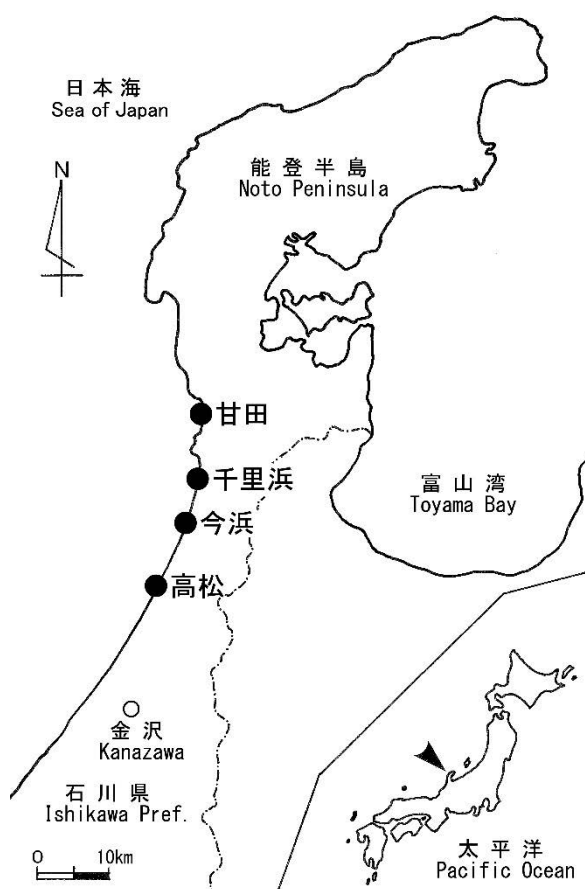 日本海
Sea of Japan
N
能登半島
Noto Peninsula
甘田
千里浜
富山湾
Toyama Bay
今浜
高松
金沢
Kanazawa
石川県
Ishikawa Pref.
0 10km
太平洋
Pacific Ocean